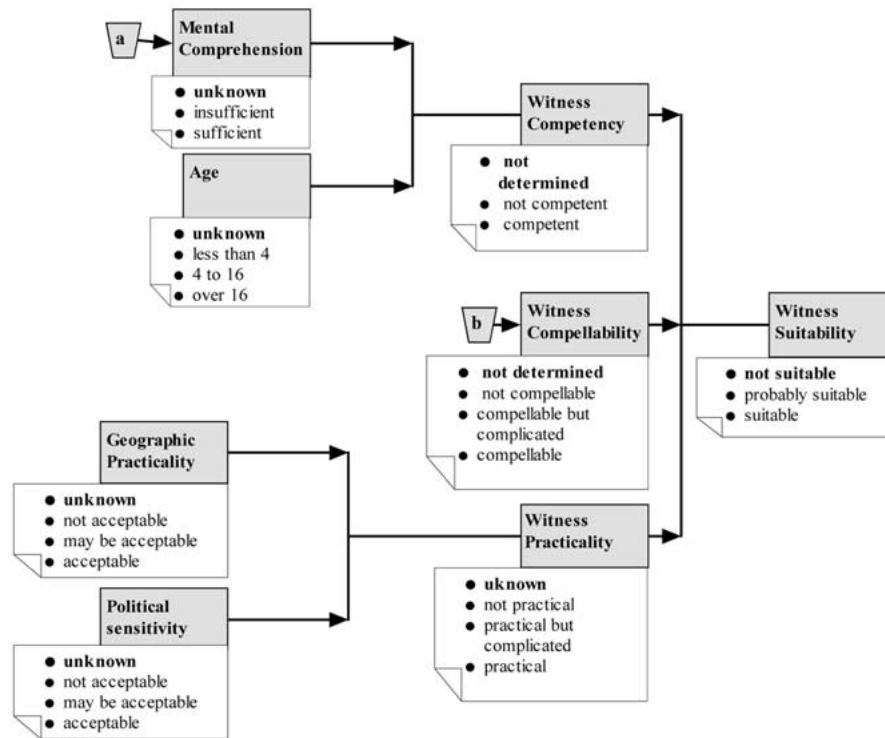 a
Mental
Comprehension
● unknown
● insufficient
● sufficient
Age
● unknown
● less than 4
● 4 to 16
● over 16
Witness
Competency
● not
determined
● not competent
● competent
b
Witness
Compellability
● not determined
● not compellable
● compellable but
complicated
● compellable
Witness
Suitability
● not suitable
● probably suitable
● suitable
Geographic
Practicality
● unknown
● not acceptable
● may be acceptable
● acceptable
Political
sensitivity
● unknown
● not acceptable
● may be acceptable
● acceptable
Witness
Practicality
● uknown
● not practical
● practical but
complicated
● practical